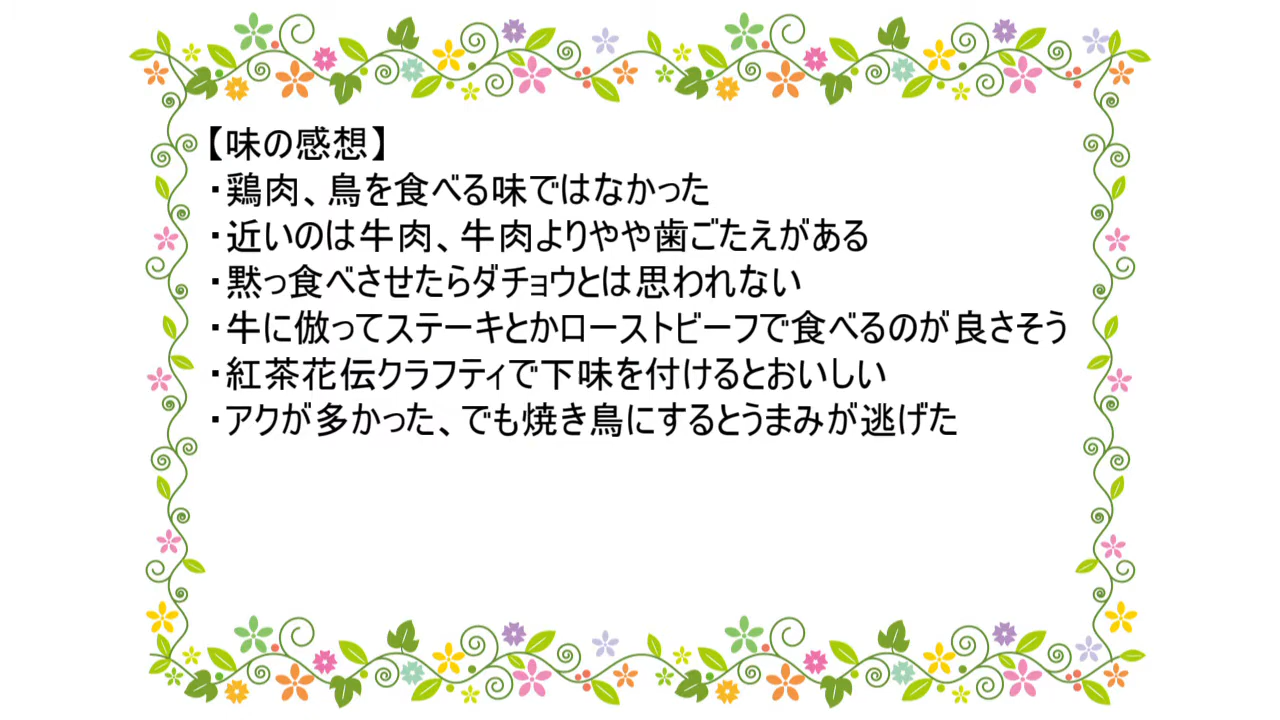 【味の感想】
・鶏肉、鳥を食べる味ではなかった
・近いのは牛肉、牛肉よりやや歯ごたえがある
・黙っ食べさせたらダチョウとは思われない
・牛に倣ってステーキとかローストビーフで食べるのが良さそう
・紅茶花伝クラフティで下味を付けるとおいしい
・アクが多かった、でも焼き鳥にするとうまみが逃げた